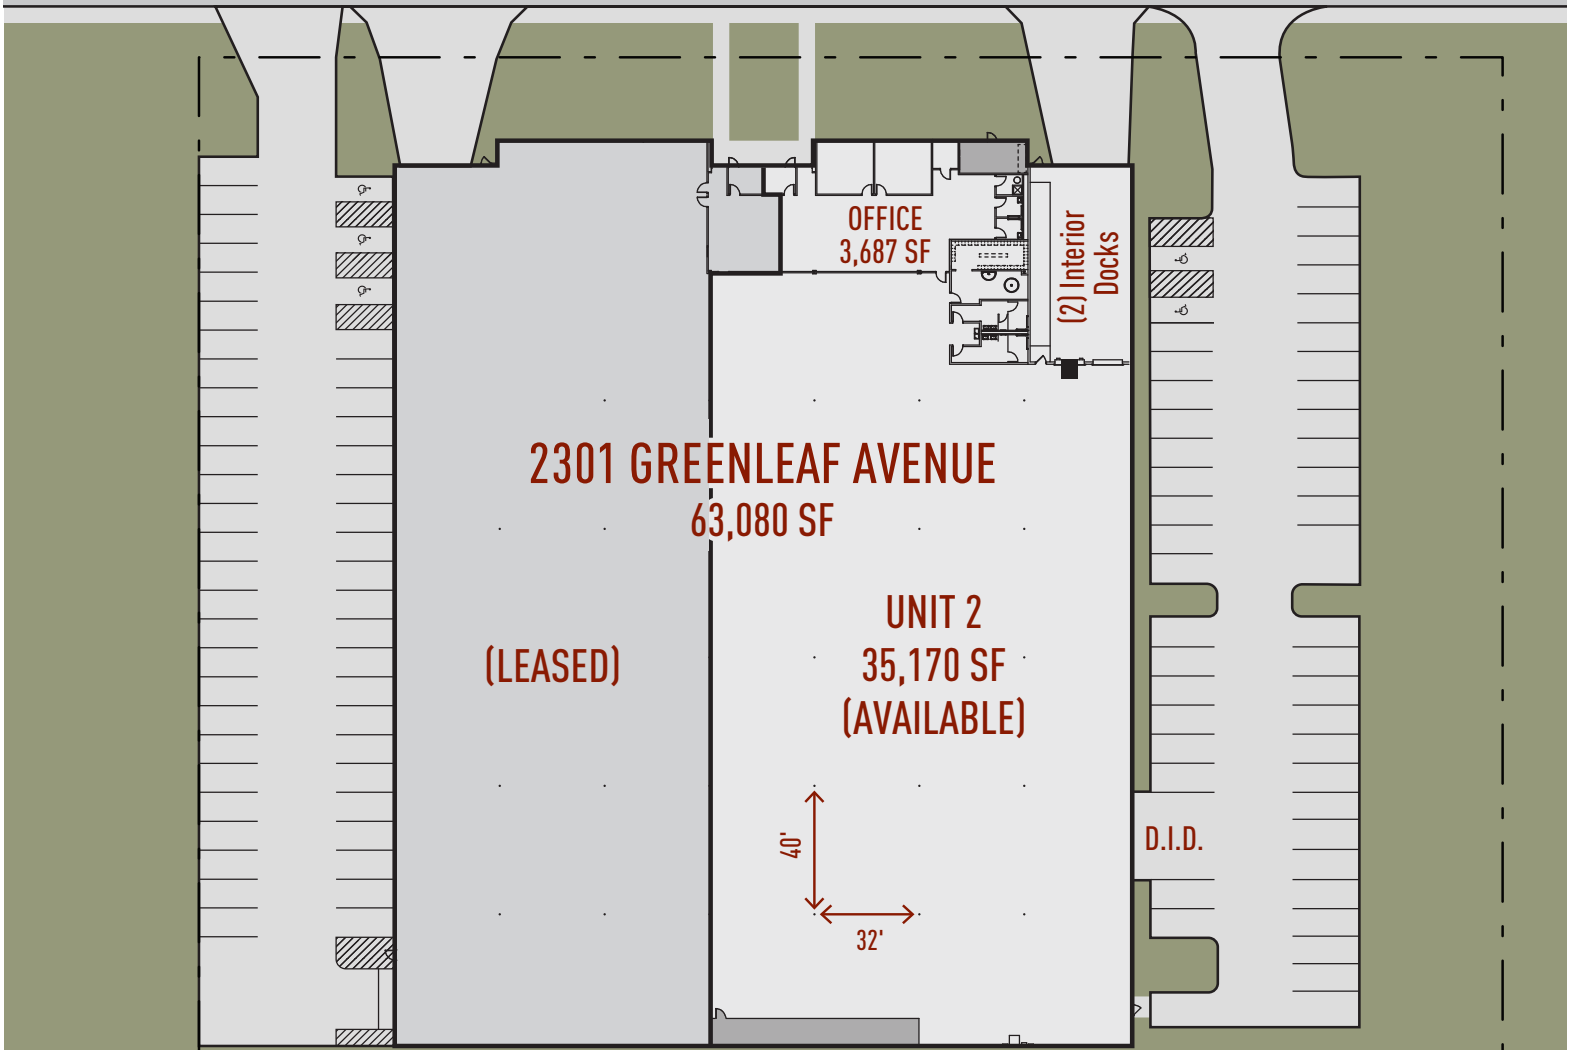 OFFICE
3,687 SF
(2) Interior
Docks
2301 GREENLEAF AVENUE
63,080 SF
UNIT 2
35,170 SF
(AVAILABLE)
(LEASED)
40'
32'
D.I.D.